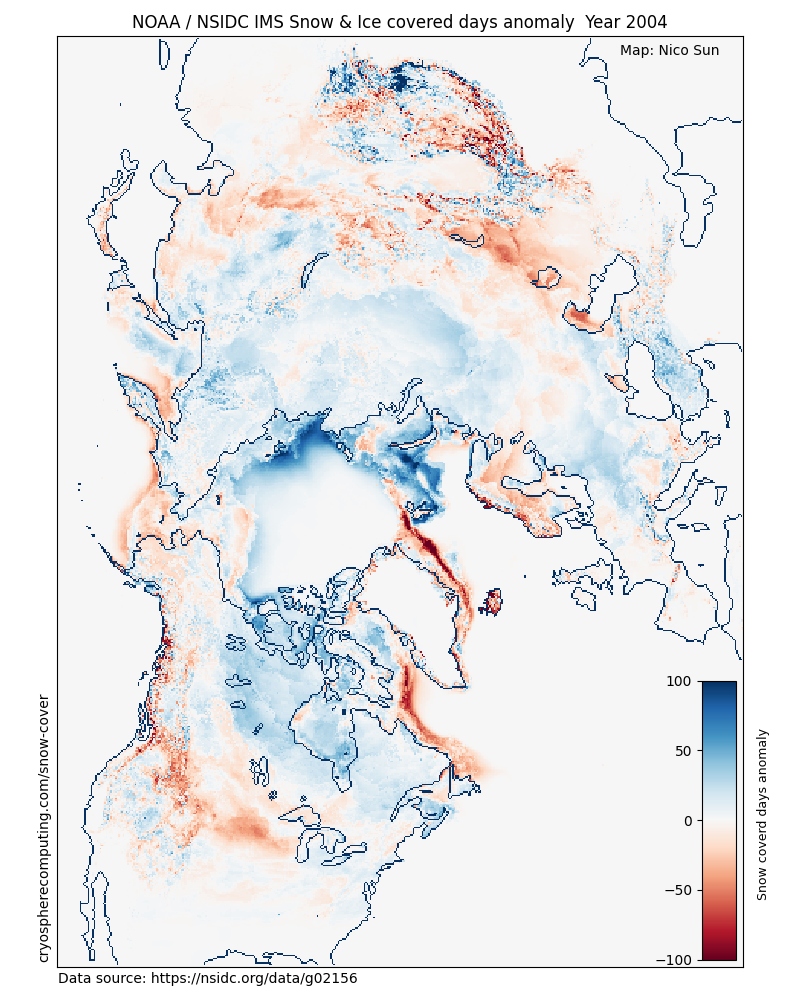 NOAA / NSIDC IMS Snow & Ice covered days anomaly  Year 2004
Map: Nico Sun
100
50
0
−50
−100
Snow coverd days anomaly
cryospherecomputing.com/snow-cover
Data source: https://nsidc.org/data/g02156